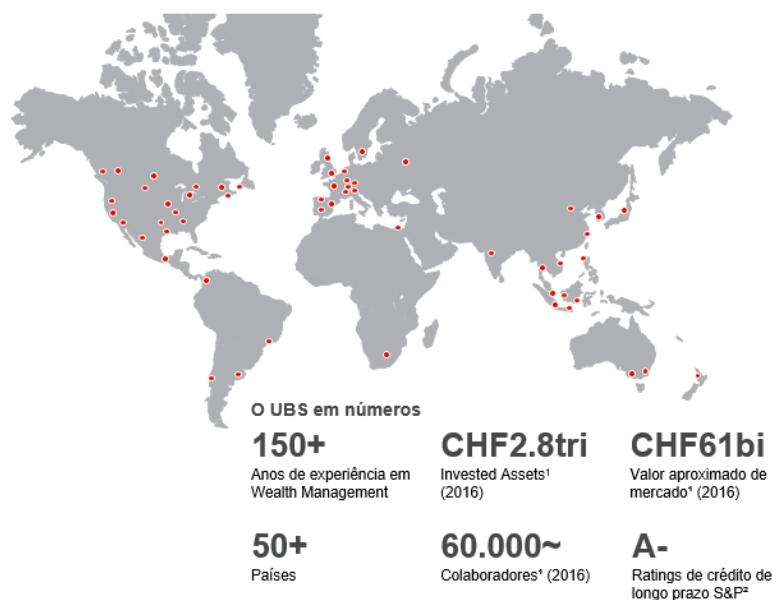 O UBS em números
150+
Anos de experiência em
Wealth Management
CHF2.8tri
Invested Assets¹
(2016)
CHF61bi
Valor aproximado de
mercado¹ (2016)
50+
Países
60.000~
Colaboradores¹ (2016)
A-
Ratings de crédito de
longo prazo S&P²